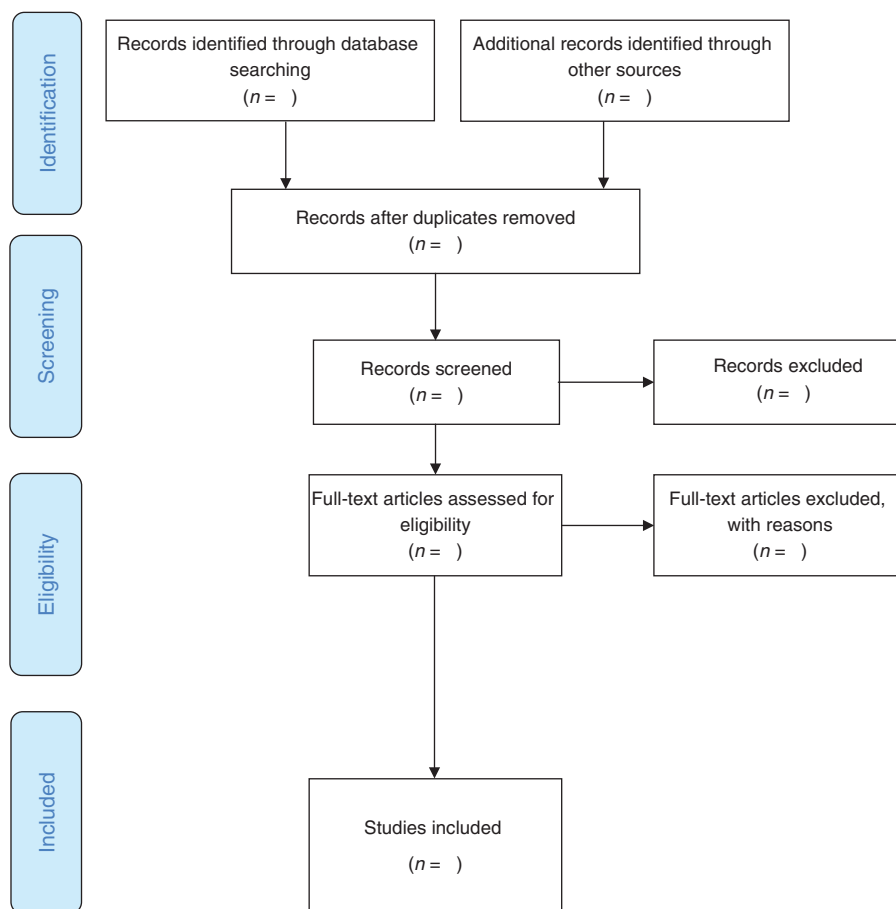 Identification
Records identified through database
searching
(n = )
Additional records identified through
other sources
(n = )
Records after duplicates removed
(n = )
Screening
Records screened
(n = )
Records excluded
(n = )
Eligibility
Full-text articles assessed for
eligibility
(n = )
Full-text articles excluded,
with reasons
(n = )
Included
Studies included
(n = )